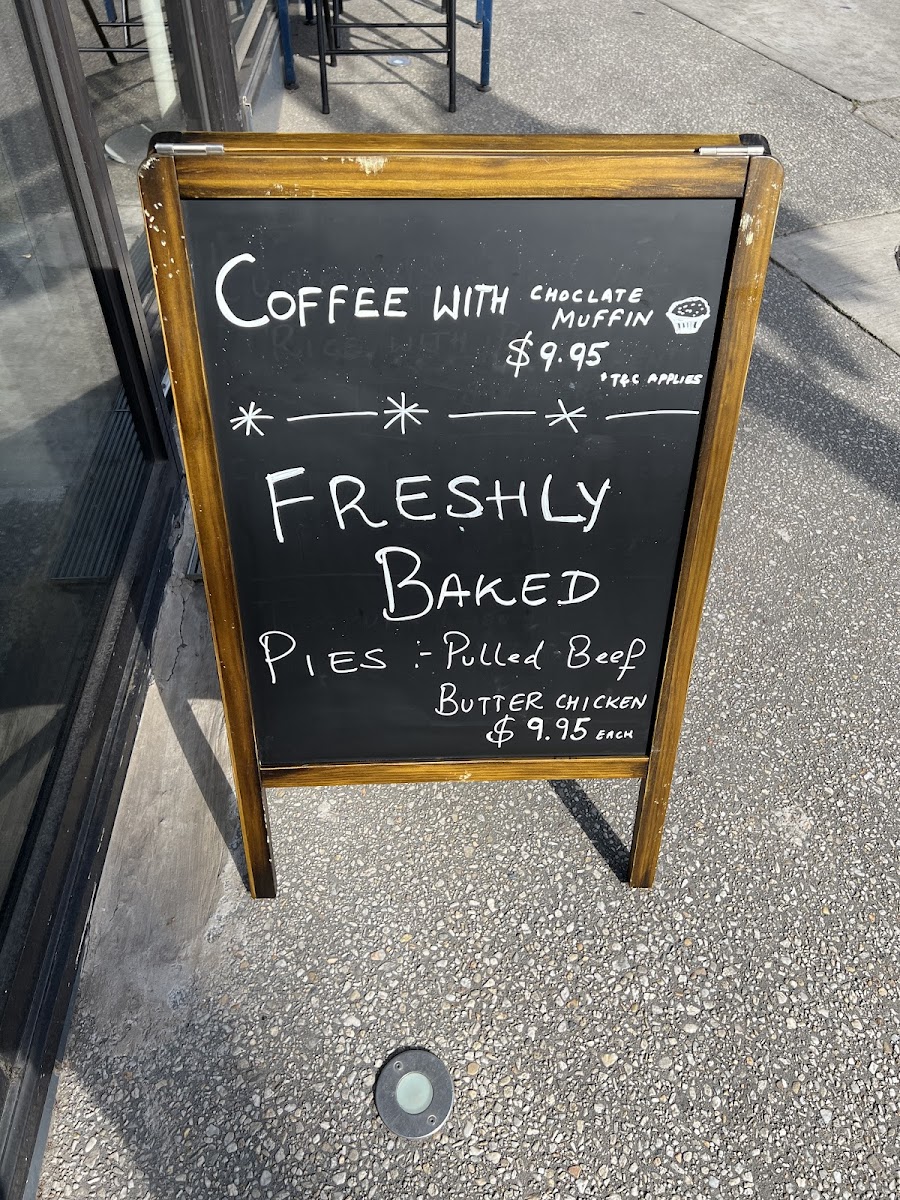 COFFEE WITH CHOCLATE
MUFFIN
$9.95
*T&C APPLIES
FRESHLY
BAKED
PIES :- Pulled Beef
BUTTER CHICKEN
$9.95 EACH